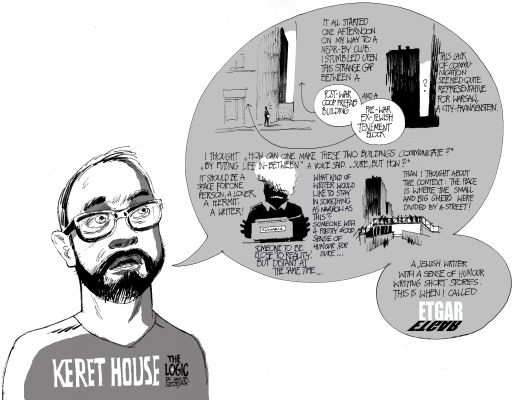 IT ALL STARTED
ONE AFTERNOON
ON MY WAY TO A
NEAR-BY CLUB:
I STUMBLED UPON
THIS STRANGE GAP
BETWEEN A
POST-WAR
COOP PREFAB
BUILDING
AND A
PRE-WAR
EX-JEWISH
TENEMENT
BLOCK
?
THIS LACK
OF COMMU-
NICATION
SEEMED QUITE
REPRESENTATIVE
FOR WARSAW,
A CITY-FRANKENSTEIN.
I THOUGHT: „HOW CAN ONE MAKE THESE TWO BUILDINGS COMMUNICATE?"
„BY FITTING LIFE IN-BETWEEN" A VOICE SAID. „SURE, BUT HOW?"
IT SHOULD BE A
SPACE FOR ONE
PERSON, A LONER,
A HERMIT.
A WRITER!
SOMEONE TO BE
CLOSE TO REALITY,
BUT DISTANT AT
THE SAME TIME...
WHAT KIND OF
WRITER WOULD
LIKE TO STAY
IN SOMETHING
AS NARROW AS
THIS?
SOMEONE WITH
A PRETTY GOOD
SENSE OF
HUMOUR FOR
SURE...
THAN I THOUGHT ABOUT
THE CONTEXT: THE PLACE
IS WHERE THE SMALL
AND BIG GHETTO WERE
DIVIDED BY A STREET!
A JEWISH WRITER
WITH A SENSE OF HUMOUR
WRITING SHORT STORIES.
THIS IS WHEN I CALLED
ETGAR
KERET HOUSE
THE
LOGIC